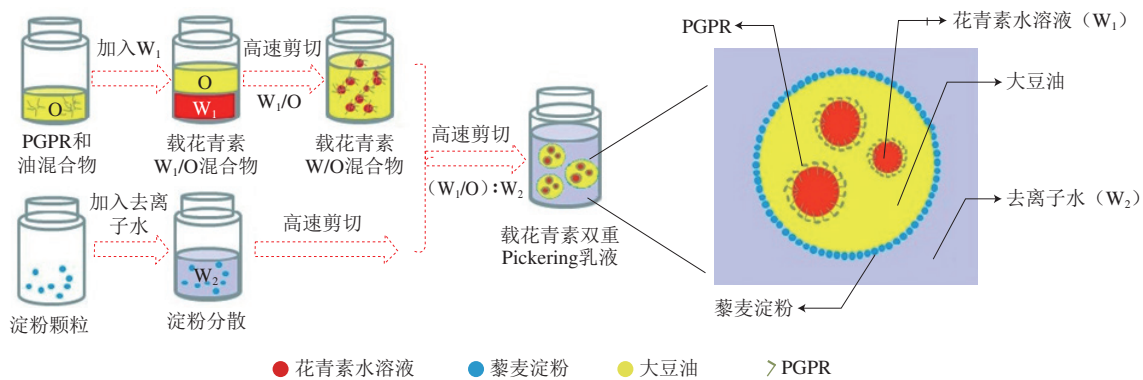 加入W₁
高速剪切
O
O
W₁
W₁/O
PGPR和
油混合物
载花青素
W₁/O混合物
载花青素
W/O混合物
加入去离
子水
高速剪切
W₂
淀粉颗粒
淀粉分散
高速剪切
(W₁/O)∶W₂
载花青素双重
Pickering乳液
PGPR
花青素水溶液（W₁）
大豆油
去离子水（W₂）
藜麦淀粉
花青素水溶液
藜麦淀粉
大豆油
PGPR